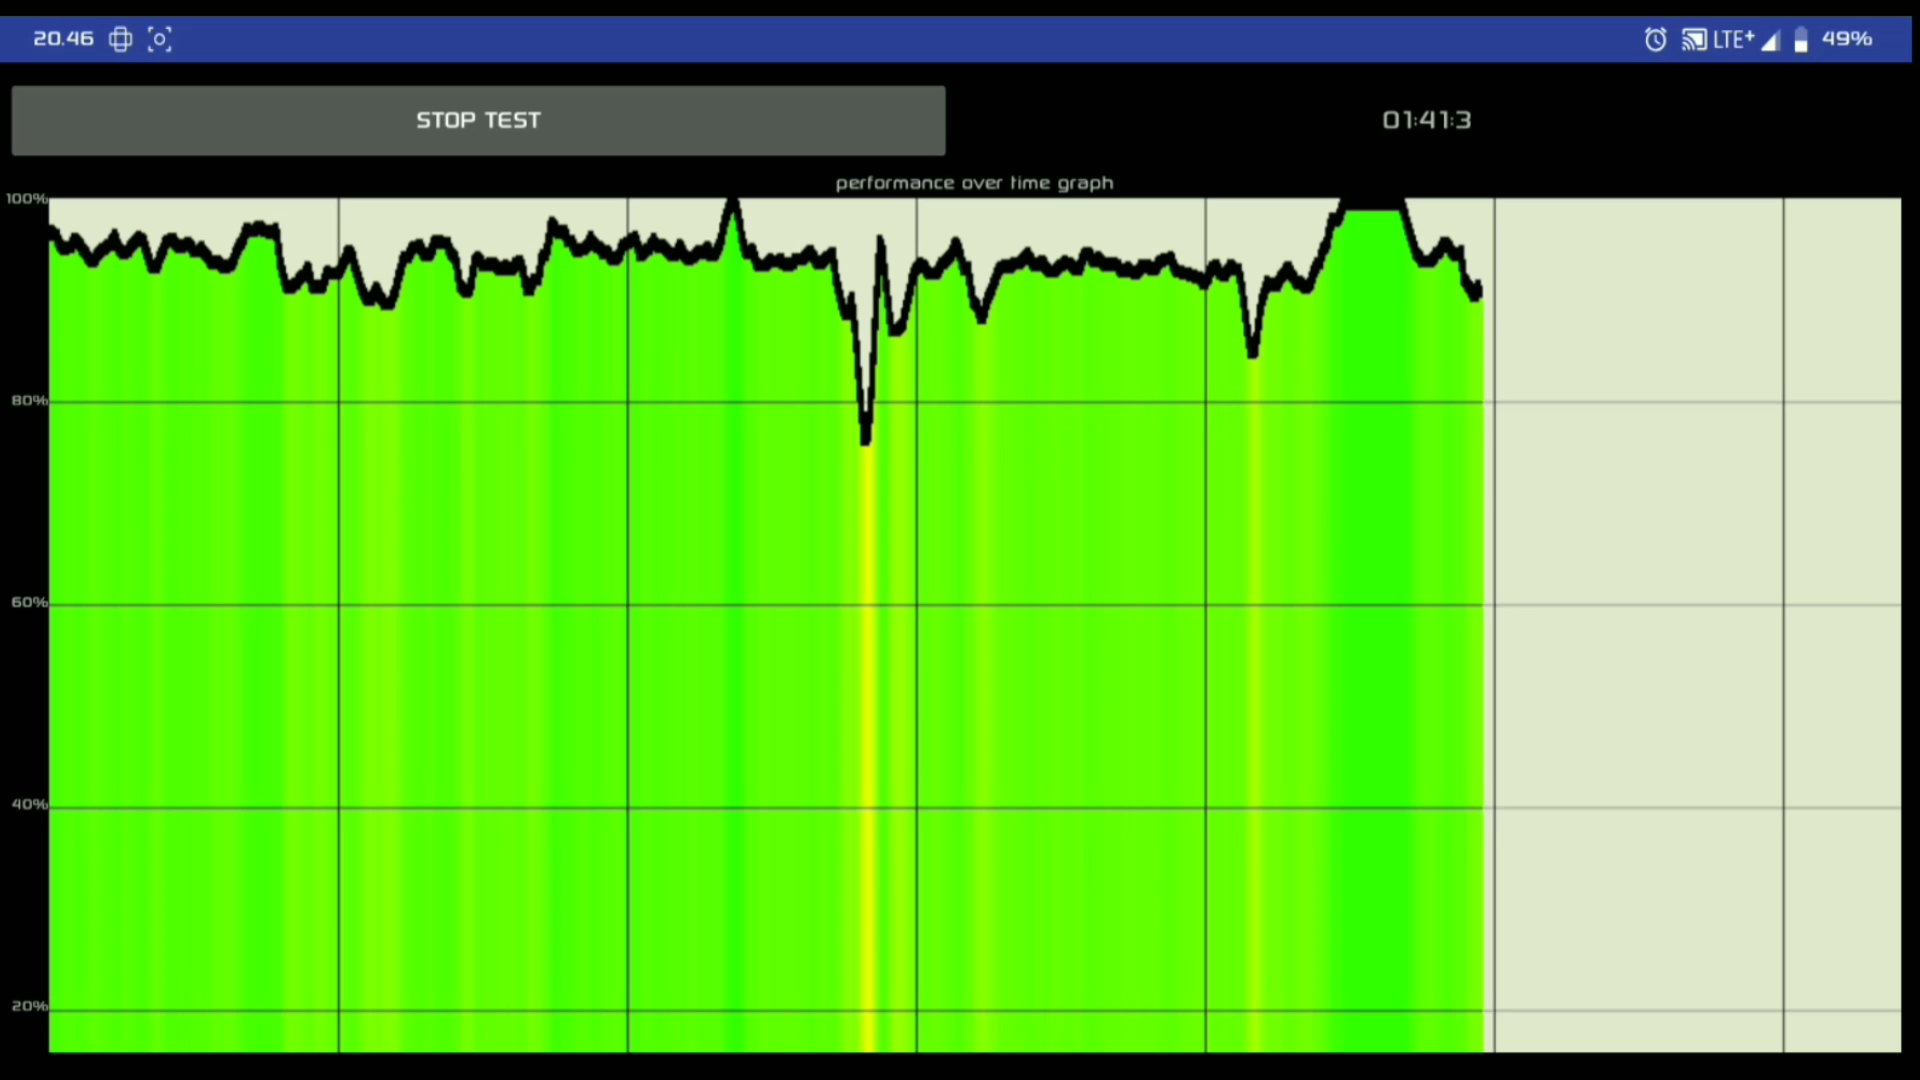 20.46 LTE+ 49%
STOP TEST 01:41:3
performance over time graph
100%
80%
60%
40%
20%